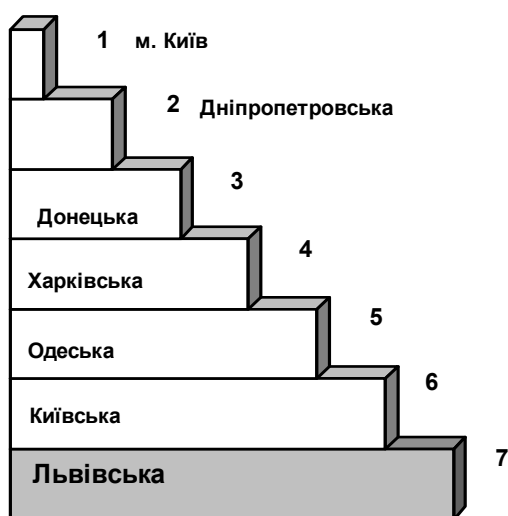 1 м. Київ
2 Дніпропетровська
3
Донецька
4
Харківська
5
Одеська
6
Київська
7
Львівська